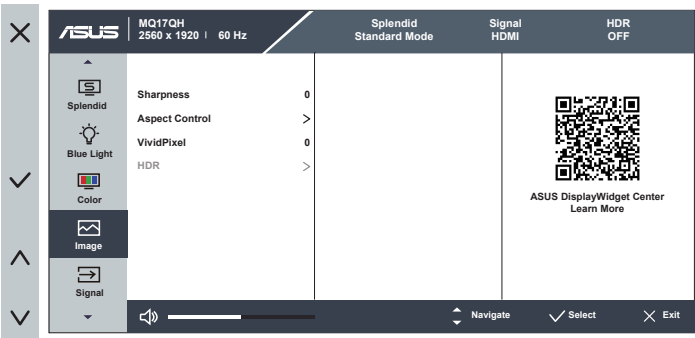 ASUS
MQ17QH
2560 x 1920 60 Hz
Splendid
Standard Mode
Signal
HDMI
HDR
OFF
Splendid
Blue Light
Color
Image
Signal
Sharpness 0
Aspect Control >
VividPixel 0
HDR >
ASUS DisplayWidget Center
Learn More
Navigate
Select
Exit